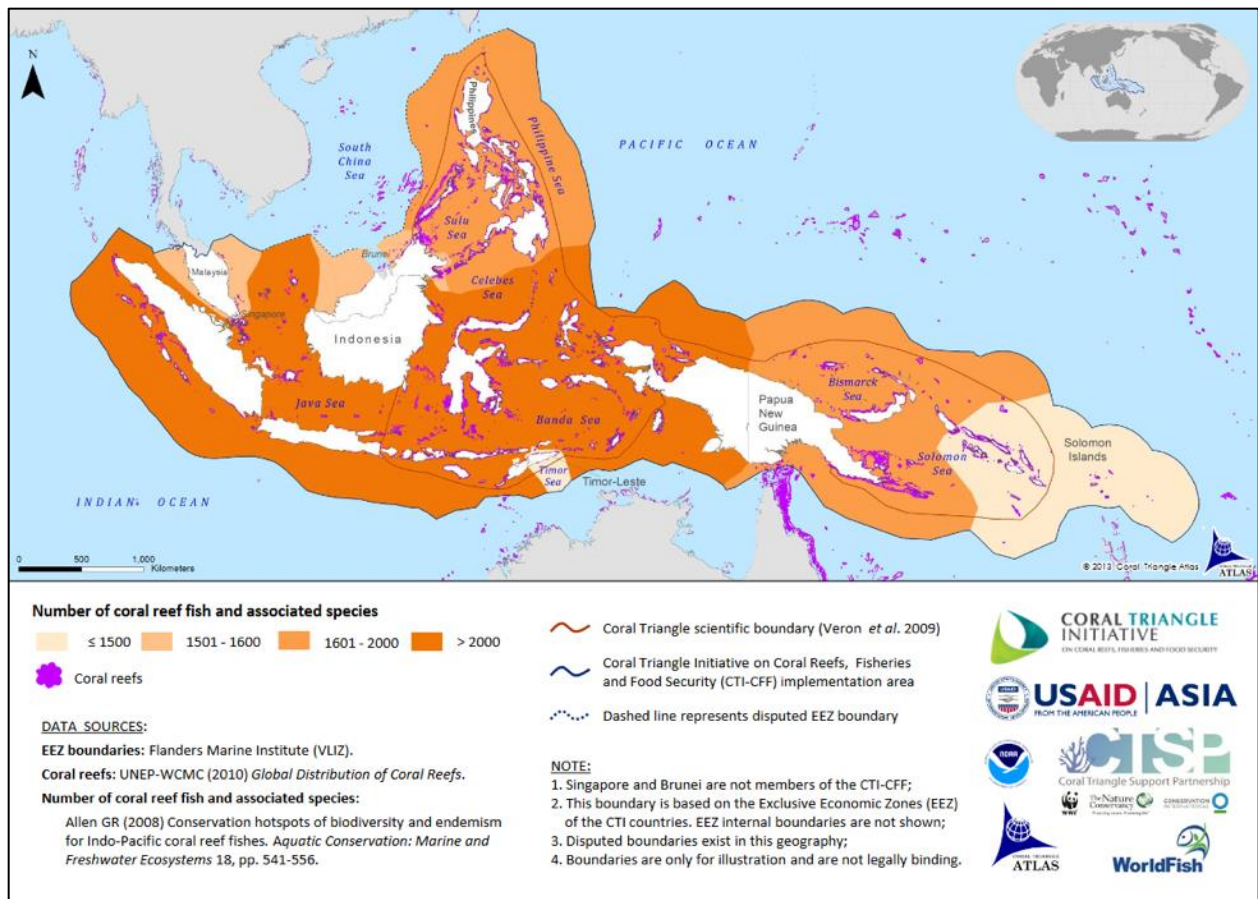 N
South
China
Sea
PACIFIC OCEAN
Philippines
Philippine Sea
Sulu
Sea
Brunei
Malaysia
Celebes
Sea
Singapore
Indonesia
Java Sea
Banda Sea
Bismarck
Sea
Papua
New
Guinea
Solomon
Islands
Solomon
Sea
Timor
Sea
Timor-Leste
INDIAN OCEAN
0 500 1,000
Kilometers
© 2013 Coral Triangle Atlas
ATLAS
Number of coral reef fish and associated species
≤ 1500 1501 - 1600 1601 - 2000 > 2000
Coral reefs
DATA SOURCES:
EEZ boundaries: Flanders Marine Institute (VLIZ).
Coral reefs: UNEP-WCMC (2010) Global Distribution of Coral Reefs.
Number of coral reef fish and associated species:
Allen GR (2008) Conservation hotspots of biodiversity and endemism
for Indo-Pacific coral reef fishes. Aquatic Conservation: Marine and
Freshwater Ecosystems 18, pp. 541-556.
Coral Triangle scientific boundary (Veron et al. 2009)
Coral Triangle Initiative on Coral Reefs, Fisheries
and Food Security (CTI-CFF) implementation area
Dashed line represents disputed EEZ boundary
NOTE:
1. Singapore and Brunei are not members of the CTI-CFF;
2. This boundary is based on the Exclusive Economic Zones (EEZ)
of the CTI countries. EEZ internal boundaries are not shown;
3. Disputed boundaries exist in this geography;
4. Boundaries are only for illustration and are not legally binding.
CORAL TRIANGLE
INITIATIVE
ON CORAL REEFS, FISHERIES AND FOOD SECURITY
USAID | ASIA
FROM THE AMERICAN PEOPLE
NOAA
CTSP
Coral Triangle Support Partnership
WWF
The Nature
Conservancy
CONSERVATION
INTERNATIONAL
CORAL TRIANGLE
ATLAS
WorldFish